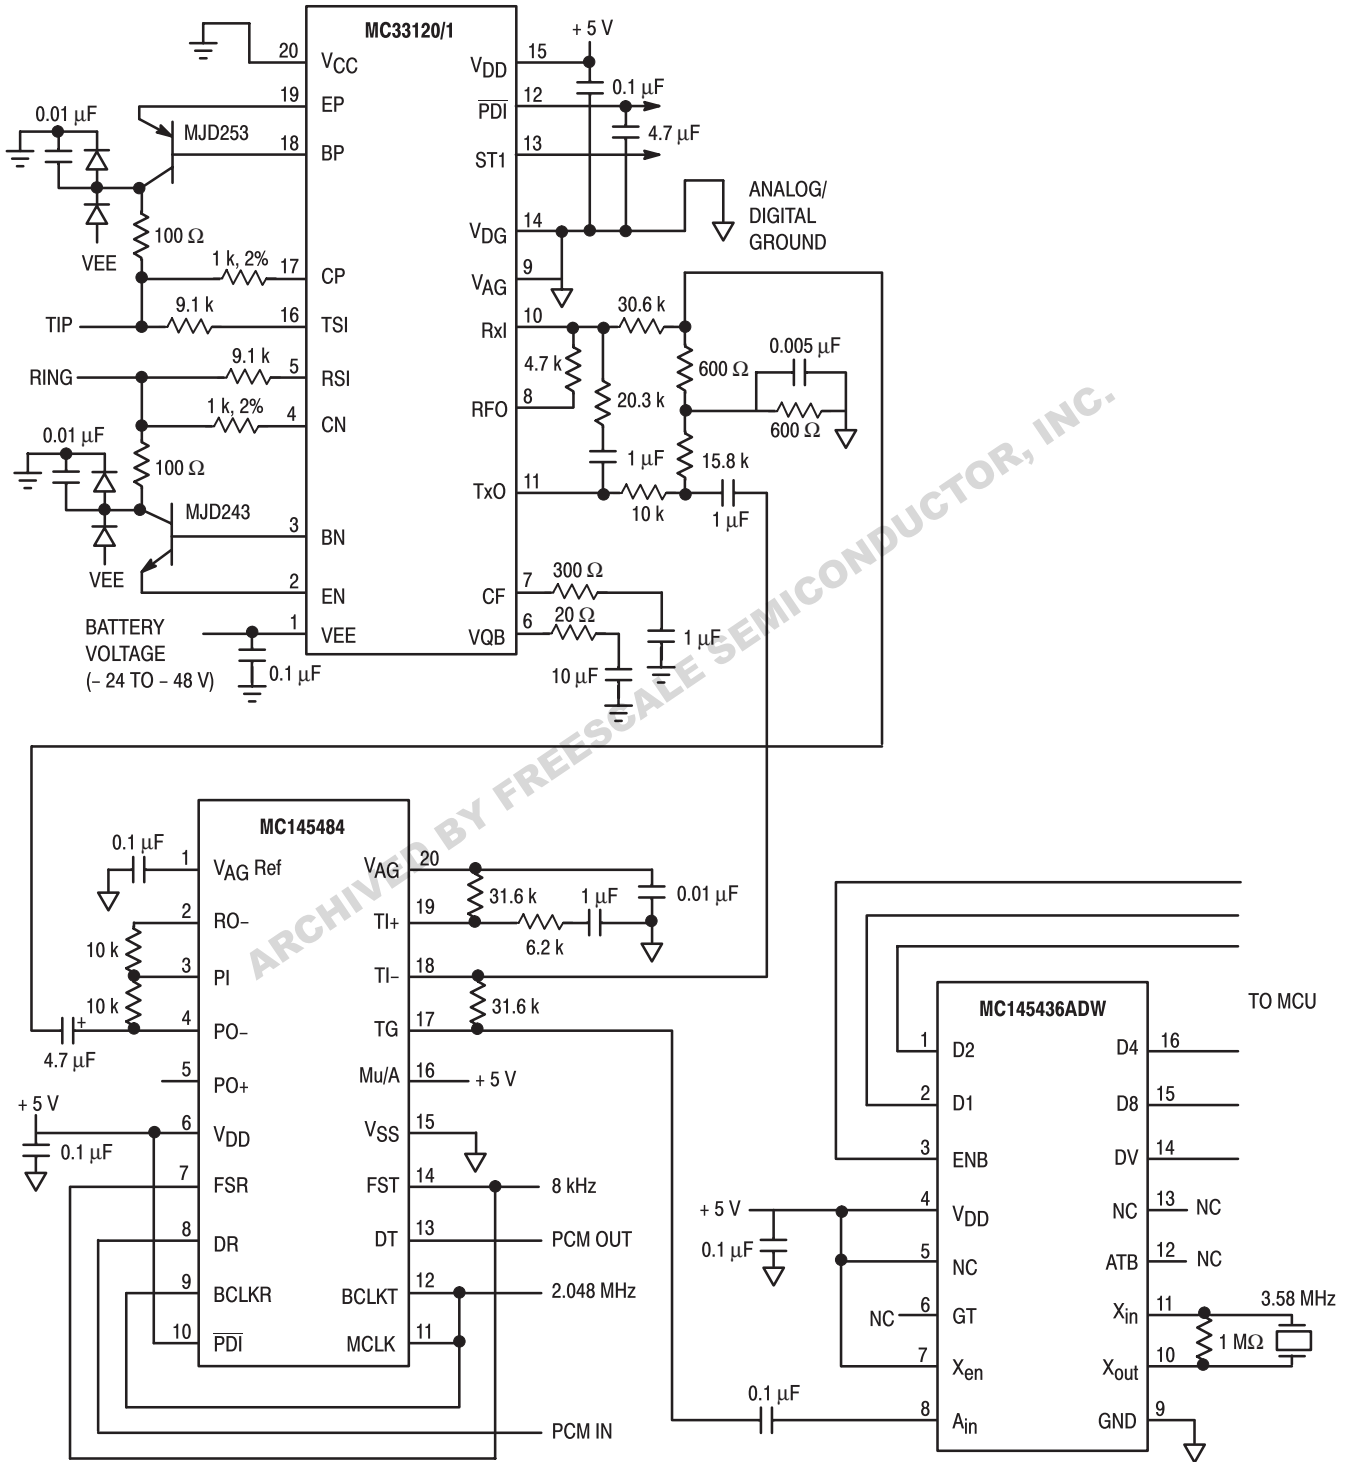 MC33120/1
+ 5 V
20
VCC
VDD
15
0.1 µF
19
EP
PDI
12
0.01 µF
MJD253
4.7 µF
18
BP
ST1
13
ANALOG/
DIGITAL
GROUND
VDG
14
100 Ω
VEE
1 k, 2%
17
CP
VAG
9
9.1 k
30.6 k
TIP
16
TSI
RxI
10
0.005 µF
9.1 k
4.7 k
600 Ω
RING
5
RSI
1 k, 2%
20.3 k
4
CN
RFO
8
600 Ω
0.01 µF
100 Ω
1 µF
15.8 k
TxO
11
10 k
1 µF
MJD243
3
BN
VEE
300 Ω
2
EN
CF
7
20 Ω
BATTERY
VOLTAGE
(– 24 TO – 48 V)
1
VEE
VQB
6
1 µF
0.1 µF
10 µF
ARCHIVED BY FREESCALE SEMICONDUCTOR, INC.
MC145484
0.1 µF
1
VAG Ref
VAG
20
31.6 k
1 µF
0.01 µF
2
RO–
TI+
19
10 k
6.2 k
3
PI
TI–
18
10 k
31.6 k
4
PO–
TG
17
4.7 µF
+
5
PO+
Mu/A
16
+ 5 V
+ 5 V
6
VDD
VSS
15
0.1 µF
7
FSR
FST
14
8 kHz
8
DR
DT
13
PCM OUT
9
BCLKR
BCLKT
12
2.048 MHz
10
PDI
MCLK
11
PCM IN
MC145436ADW
TO MCU
1
D2
D4
16
2
D1
D8
15
3
ENB
DV
14
+ 5 V
4
VDD
NC
13
NC
0.1 µF
5
NC
ATB
12
NC
NC
6
GT
Xin
11
3.58 MHz
1 MΩ
7
Xen
Xout
10
0.1 µF
8
Ain
GND
9